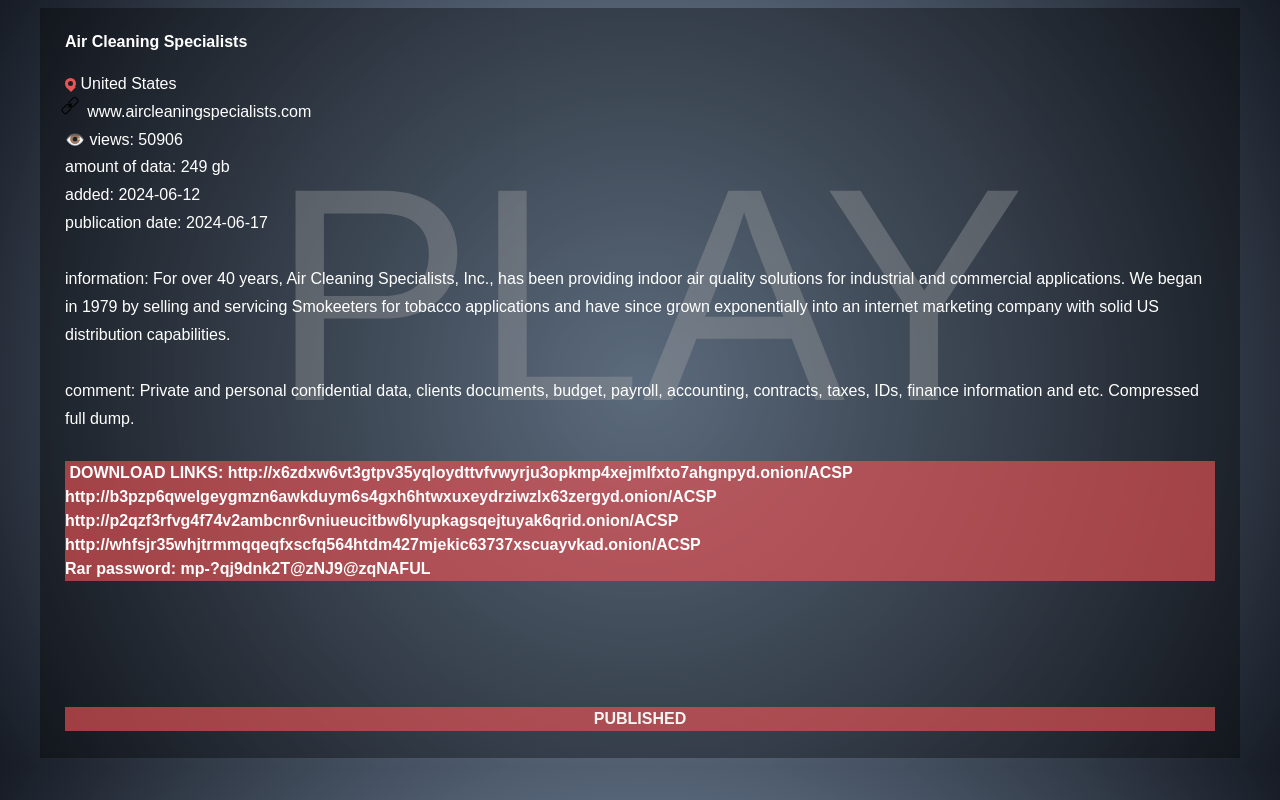 PLAY
Air Cleaning Specialists
United States
www.aircleaningspecialists.com
views: 50906
amount of data: 249 gb
added: 2024-06-12
publication date: 2024-06-17
information: For over 40 years, Air Cleaning Specialists, Inc., has been providing indoor air quality solutions for industrial and commercial applications. We began
in 1979 by selling and servicing Smokeeters for tobacco applications and have since grown exponentially into an internet marketing company with solid US
distribution capabilities.
comment: Private and personal confidential data, clients documents, budget, payroll, accounting, contracts, taxes, IDs, finance information and etc. Compressed
full dump.
DOWNLOAD LINKS: http://x6zdxw6vt3gtpv35yqloydttvfvwyrju3opkmp4xejmlfxto7ahgnpyd.onion/ACSP
http://b3pzp6qwelgeygmzn6awkduym6s4gxh6htwxuxeydrziwzlx63zergyd.onion/ACSP
http://p2qzf3rfvg4f74v2ambcnr6vniueucitbw6lyupkagsqejtuyak6qrid.onion/ACSP
http://whfsjr35whjtrmmqqeqfxscfq564htdm427mjekic63737xscuayvkad.onion/ACSP
Rar password: mp-?qj9dnk2T@zNJ9@zqNAFUL
PUBLISHED